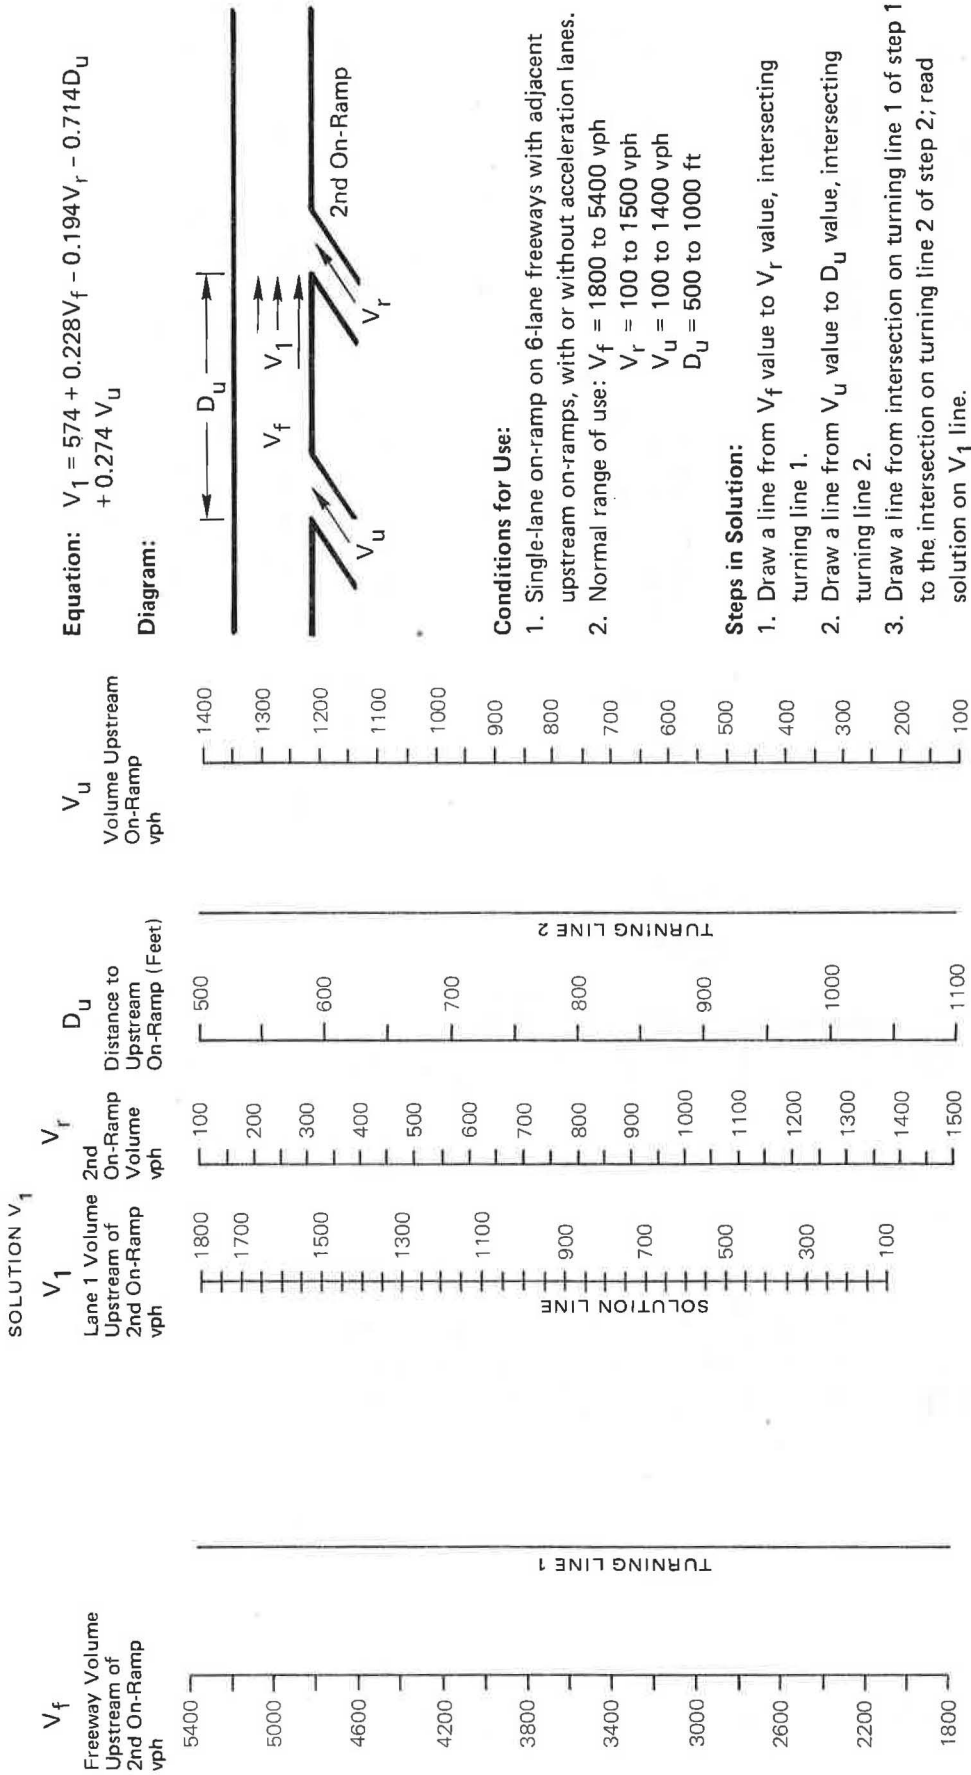 SOLUTION V1
Vf
Freeway Volume
Upstream of
2nd On-Ramp
vph
5400
5000
4600
4200
3800
3400
3000
2600
2200
1800
TURNING LINE 1
V1
Lane 1 Volume
Upstream of
2nd On-Ramp
vph
1800
1700
1500
1300
1100
900
700
500
300
100
SOLUTION LINE
Vr
2nd
On-Ramp
Volume
vph
100
200
300
400
500
600
700
800
900
1000
1100
1200
1300
1400
1500
Du
Distance to
Upstream
On-Ramp (Feet)
500
600
700
800
900
1000
1100
TURNING LINE 2
Vu
Volume Upstream
On-Ramp
vph
1400
1300
1200
1100
1000
900
800
700
600
500
400
300
200
100
Equation: V1 = 574 + 0.228Vf − 0.194Vr − 0.714Du
+ 0.274 Vu
Diagram:
Du
Vf
V1
2nd On-Ramp
Vu
Vr
Conditions for Use:
1. Single-lane on-ramp on 6-lane freeways with adjacent
upstream on-ramps, with or without acceleration lanes.
2. Normal range of use: Vf = 1800 to 5400 vph
Vr = 100 to 1500 vph
Vu = 100 to 1400 vph
Du = 500 to 1000 ft
Steps in Solution:
1. Draw a line from Vf value to Vr value, intersecting
turning line 1.
2. Draw a line from Vu value to Du value, intersecting
turning line 2.
3. Draw a line from intersection on turning line 1 of step 1
to the intersection on turning line 2 of step 2; read
solution on V1 line.